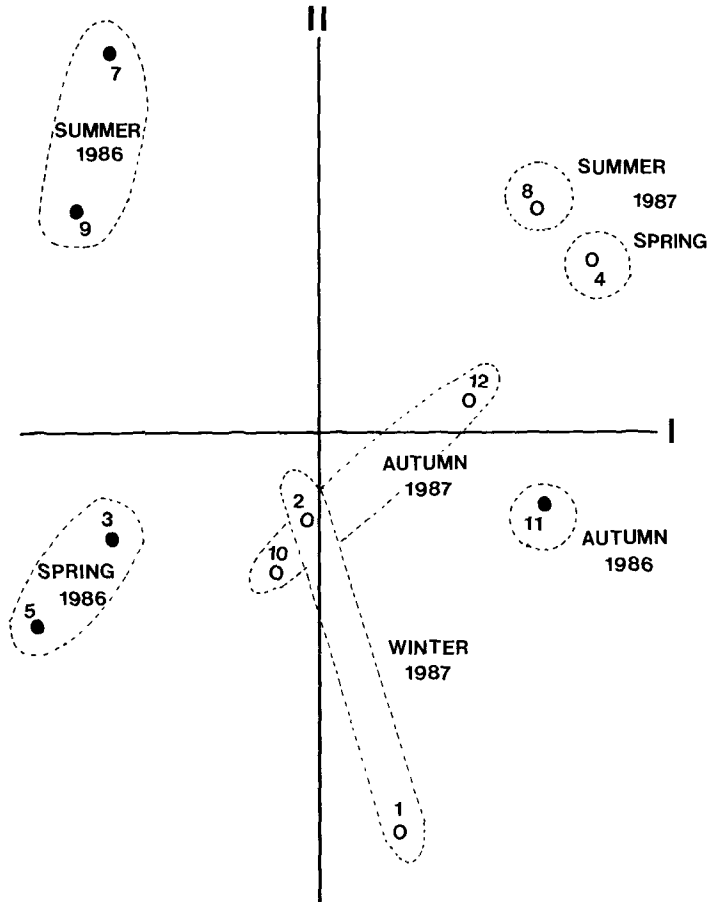 II
7
SUMMER
1986
9
SUMMER
8
1987
SPRING
4
12
I
AUTUMN
1987
2
3
11
AUTUMN
1986
10
SPRING
1986
5
WINTER
1987
1